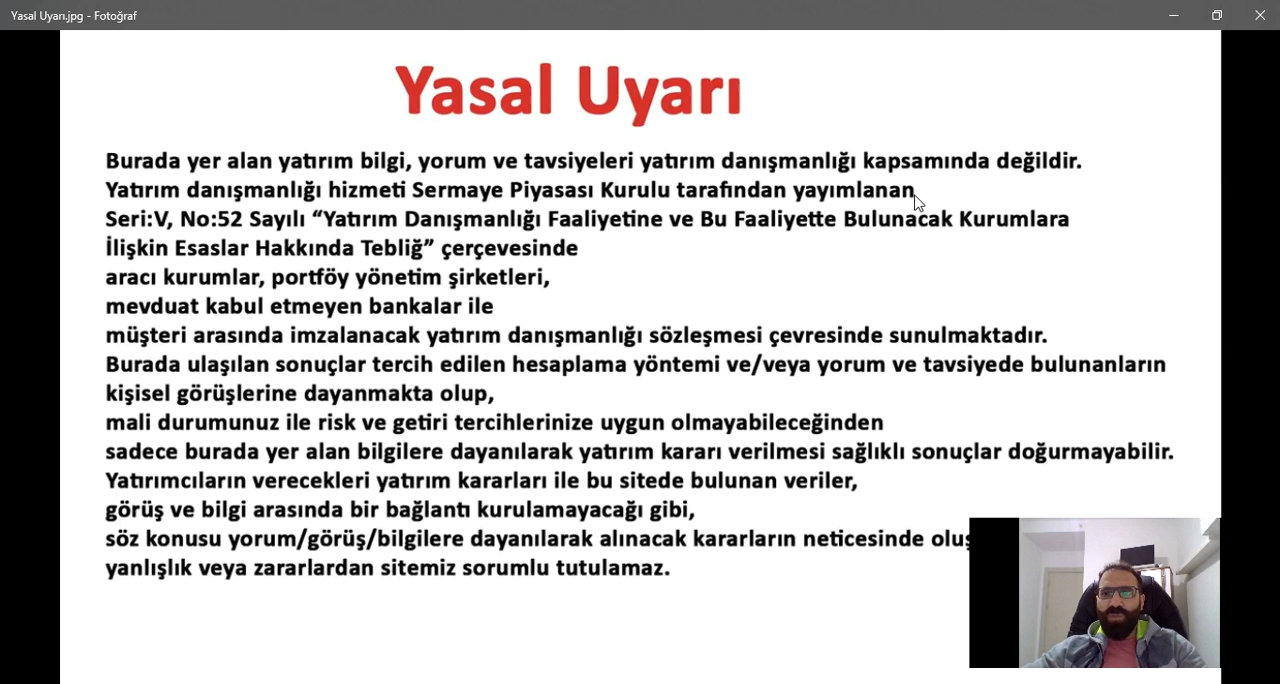 Yasal Uyarı.jpg - Fotoğraf
Yasal Uyarı
Burada yer alan yatırım bilgi, yorum ve tavsiyeleri yatırım danışmanlığı kapsamında değildir.
Yatırım danışmanlığı hizmeti Sermaye Piyasası Kurulu tarafından yayımlanan
Seri:V, No:52 Sayılı “Yatırım Danışmanlığı Faaliyetine ve Bu Faaliyette Bulunacak Kurumlara
İlişkin Esaslar Hakkında Tebliğ” çerçevesinde
aracı kurumlar, portföy yönetim şirketleri,
mevduat kabul etmeyen bankalar ile
müşteri arasında imzalanacak yatırım danışmanlığı sözleşmesi çevresinde sunulmaktadır.
Burada ulaşılan sonuçlar tercih edilen hesaplama yöntemi ve/veya yorum ve tavsiyede bulunanların
kişisel görüşlerine dayanmakta olup,
mali durumunuz ile risk ve getiri tercihlerinize uygun olmayabileceğinden
sadece burada yer alan bilgilere dayanılarak yatırım kararı verilmesi sağlıklı sonuçlar doğurmayabilir.
Yatırımcıların verecekleri yatırım kararları ile bu sitede bulunan veriler,
görüş ve bilgi arasında bir bağlantı kurulamayacağı gibi,
söz konusu yorum/görüş/bilgilere dayanılarak alınacak kararların neticesinde
yanlışlık veya zararlardan sitemiz sorumlu tutulamaz.